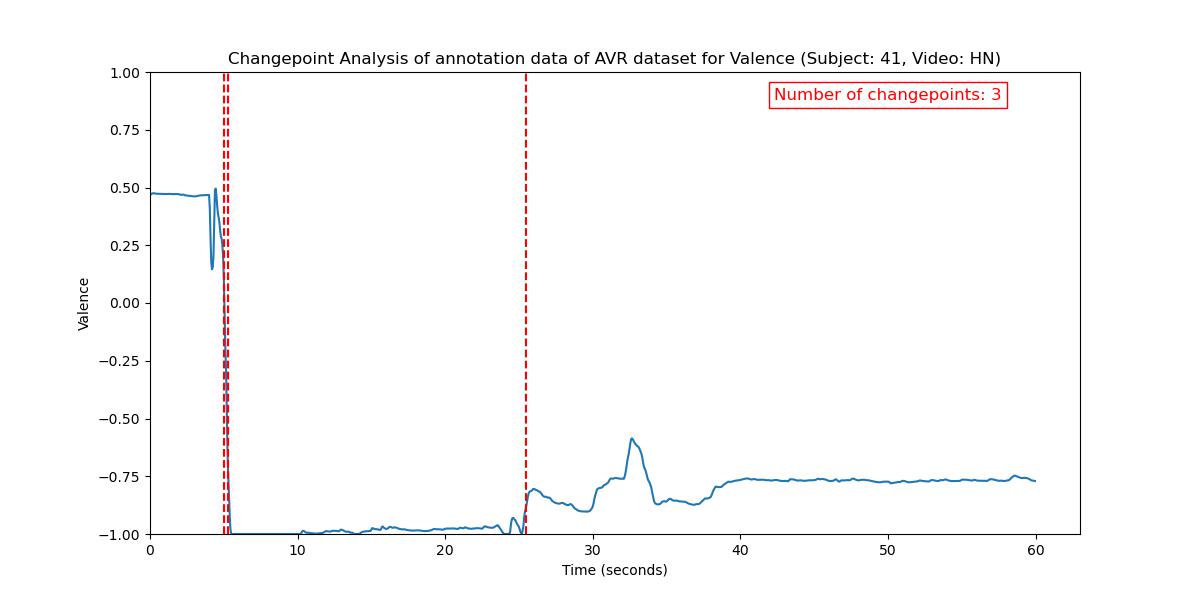 Changepoint Analysis of annotation data of AVR dataset for Valence (Subject: 41, Video: HN)
Number of changepoints: 3
Valence
1.00
0.75
0.50
0.25
0.00
−0.25
−0.50
−0.75
−1.00
0 10 20 30 40 50 60
Time (seconds)